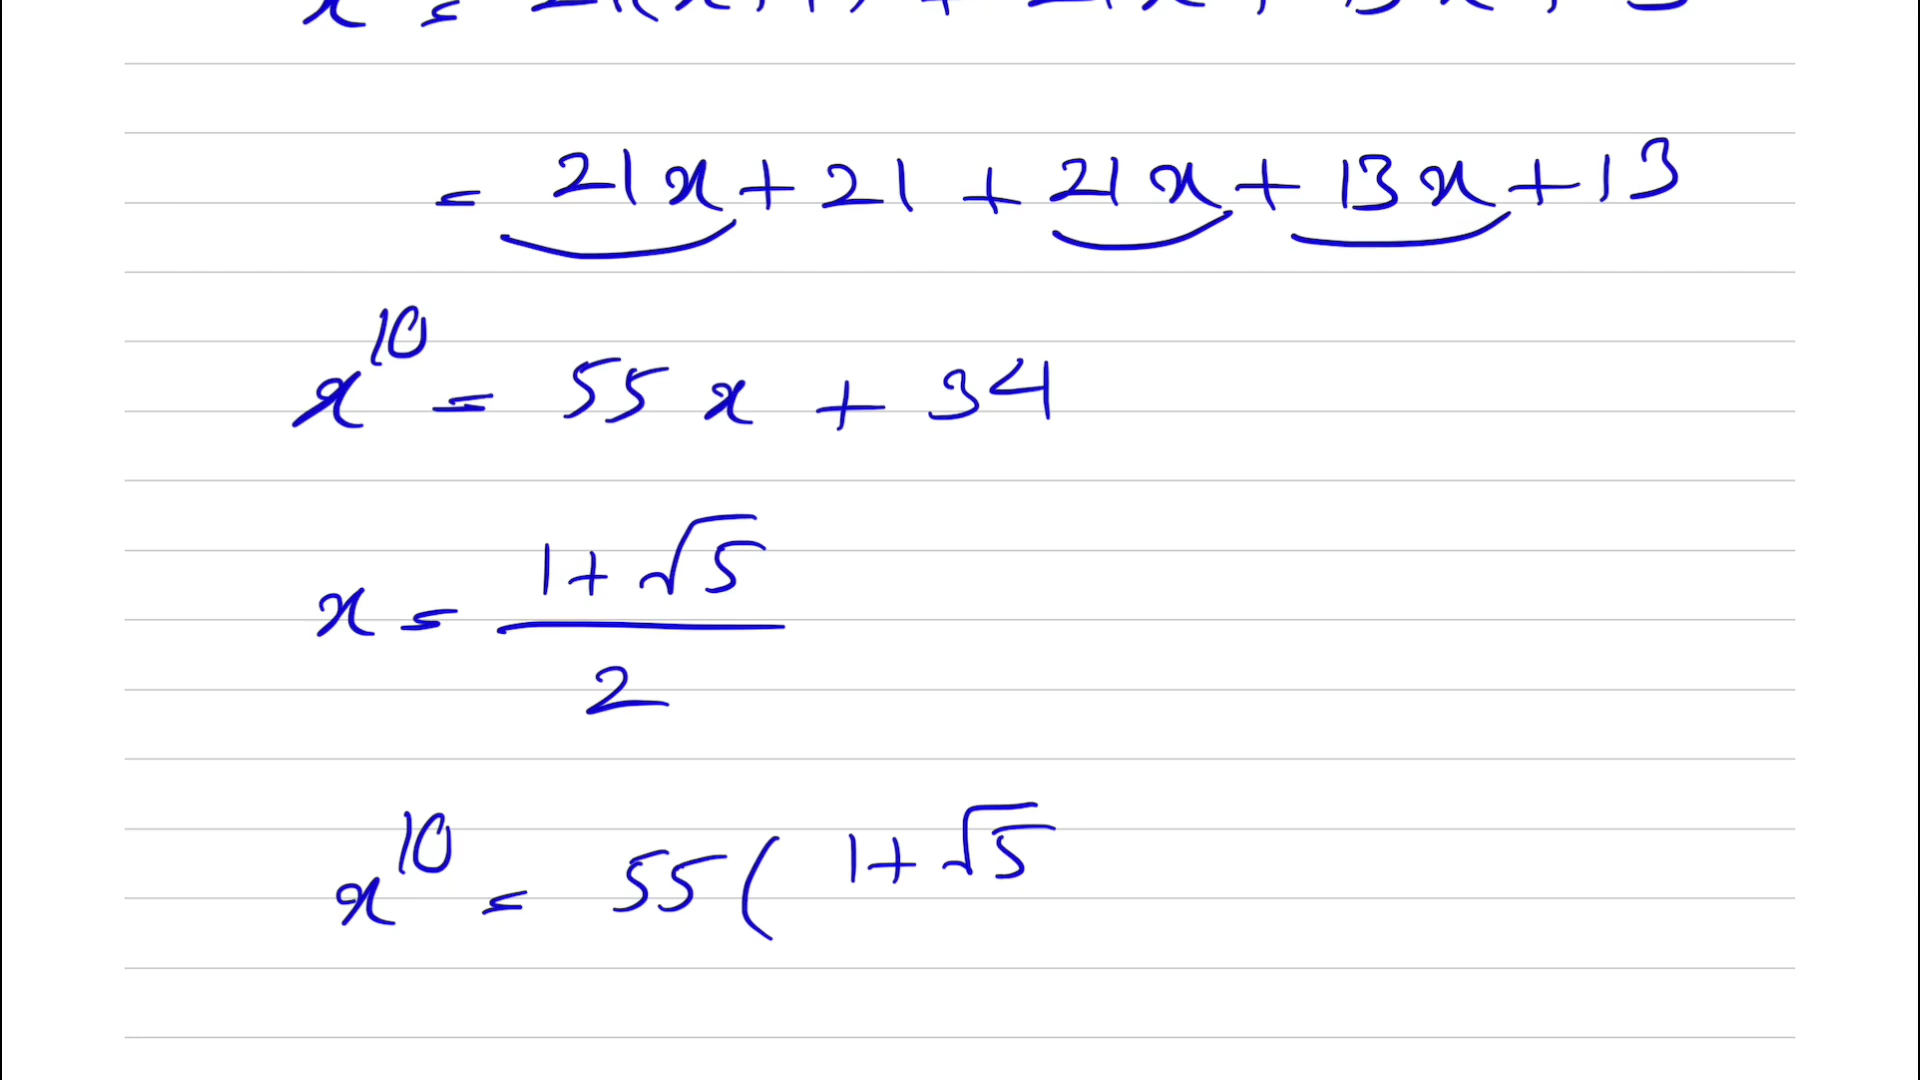 = 21x + 21 + 21x + 13x + 13
x^10 = 55x + 34
x = (1 + √5) / 2
x^10 = 55( 1 + √5